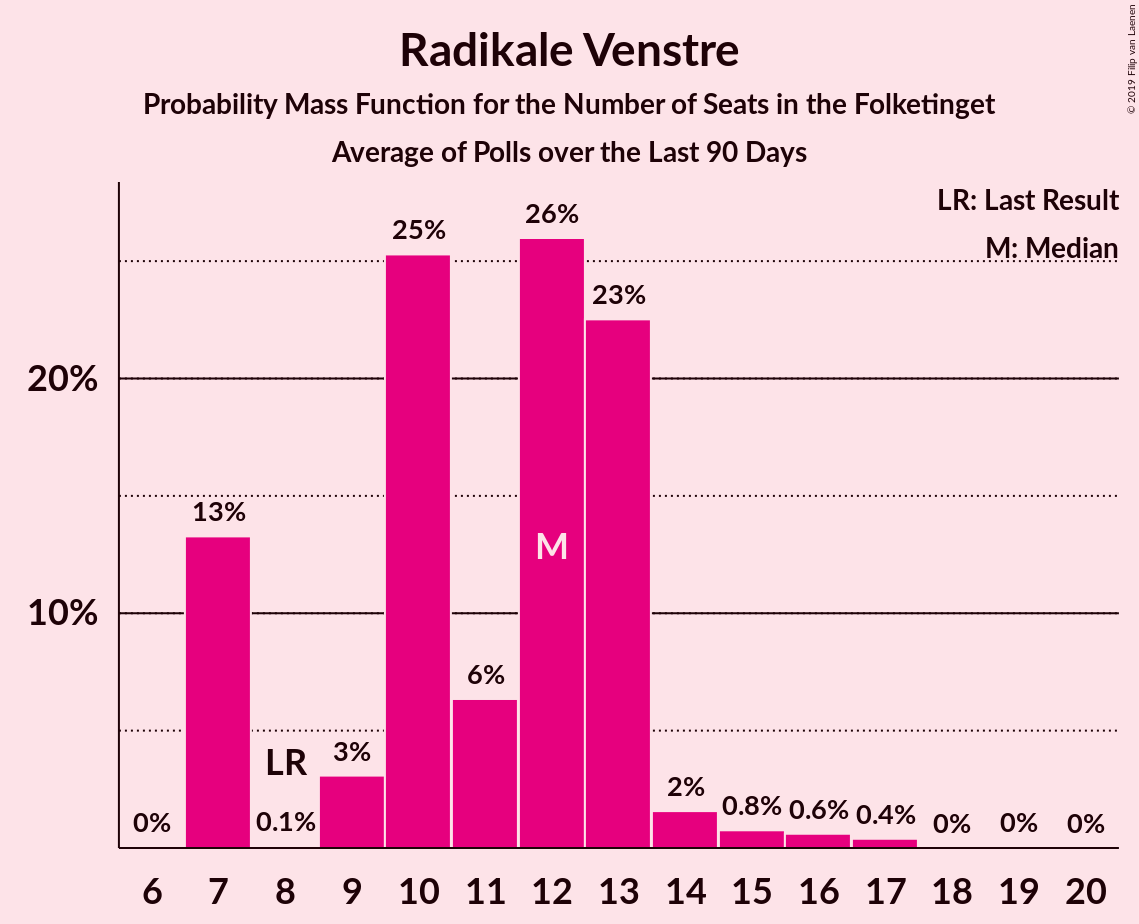 Radikale Venstre
Probability Mass Function for the Number of Seats in the Folketinget
Average of Polls over the Last 90 Days
© 2019 Filip van Laenen
LR: Last Result
M: Median
26%
25%
23%
20%
13%
M
10%
6%
LR
3%
2%
0%
0.1%
0.8%
0.6%
0.4%
0%
0%
0%
6 7 8 9 10 11 12 13 14 15 16 17 18 19 20